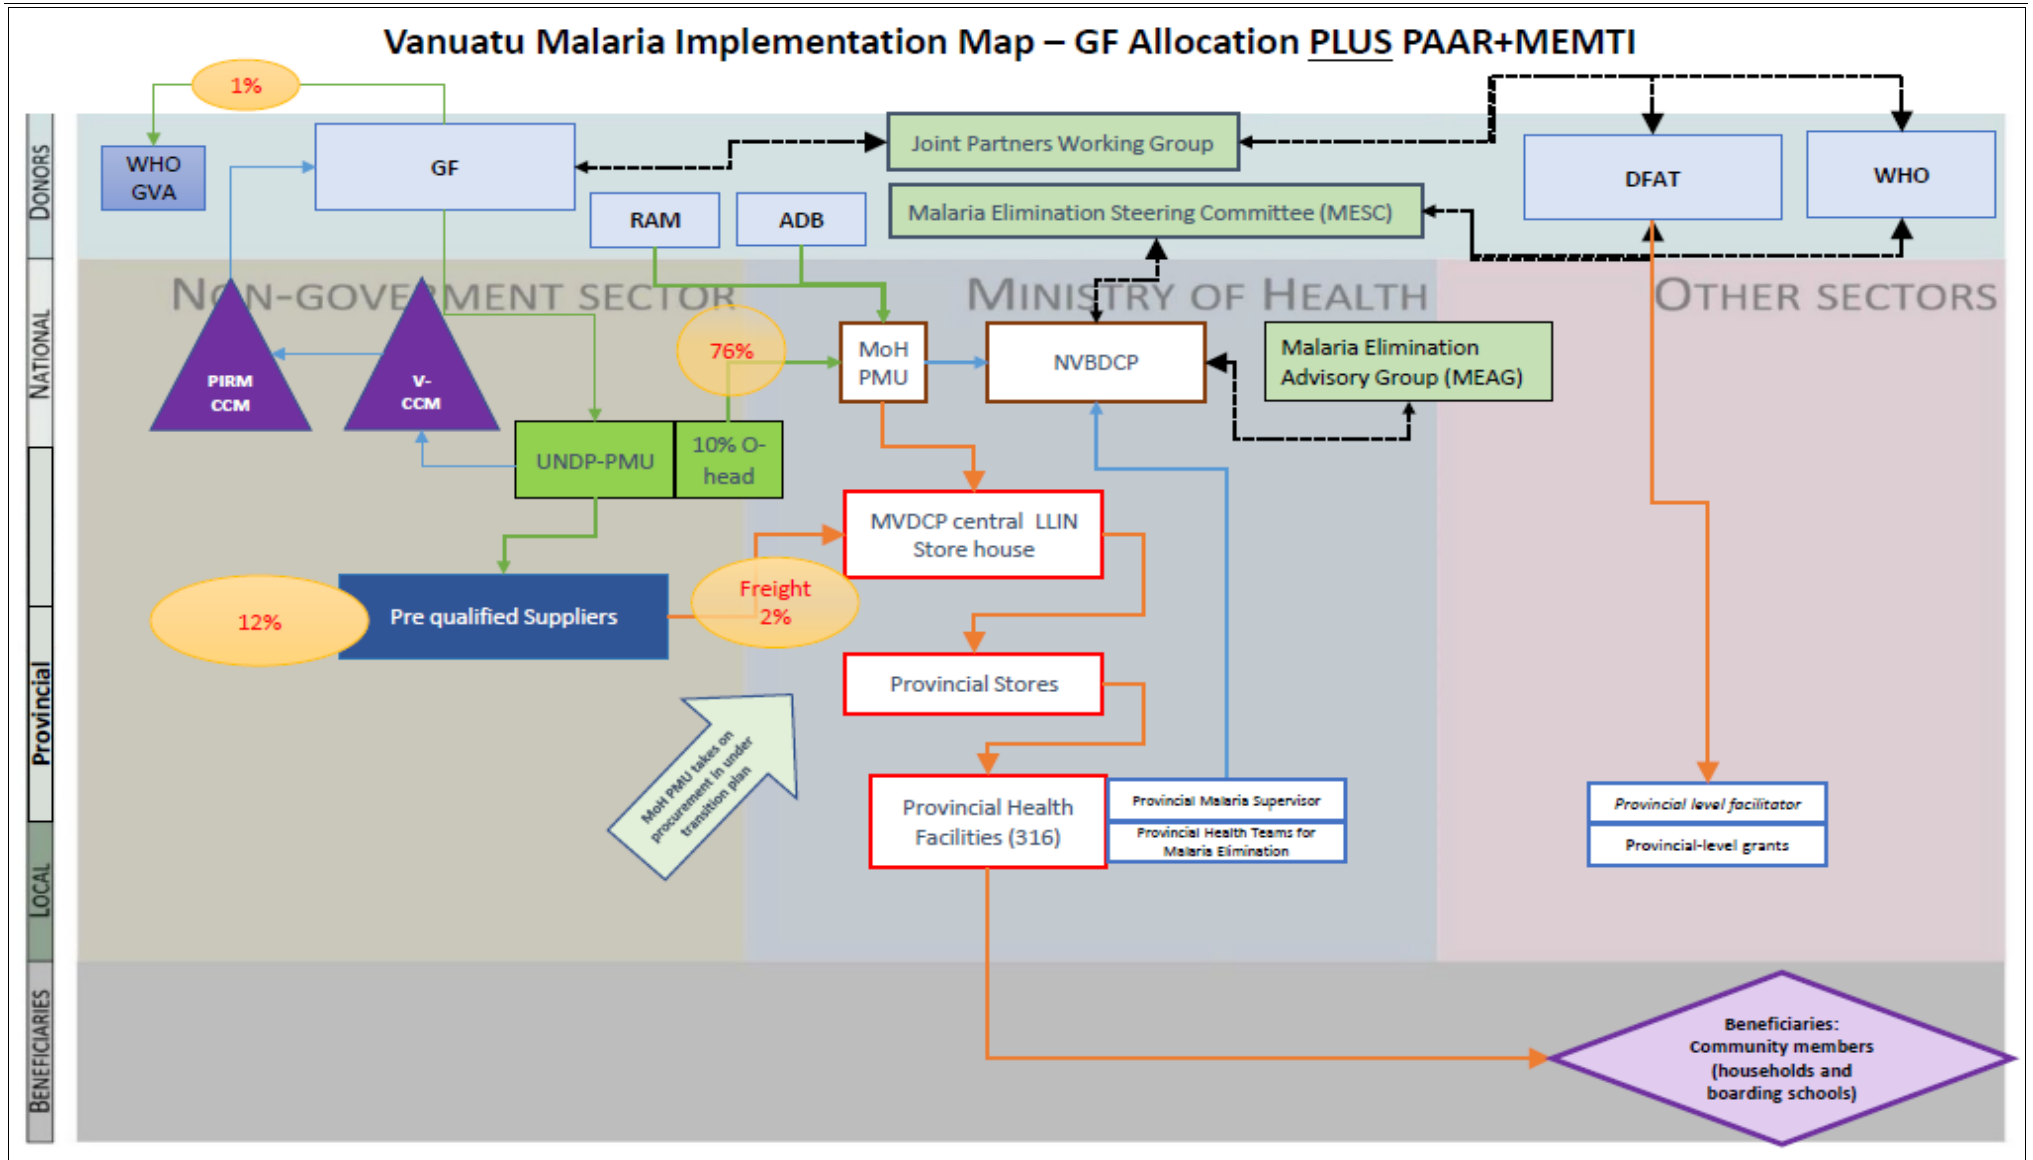 Vanuatu Malaria Implementation Map – GF Allocation PLUS PAAR+MEMTI
1%
DONORS
WHO
GVA
GF
Joint Partners Working Group
DFAT
WHO
RAM
ADB
Malaria Elimination Steering Committee (MESC)
NON-GOVERMENT SECTOR
MINISTRY OF HEALTH
OTHER SECTORS
NATIONAL
PIRM
CCM
V-
CCM
76%
MoH
PMU
NVBDCP
Malaria Elimination
Advisory Group (MEAG)
UNDP-PMU
10% O-
head
MVDCP central LLIN
Store house
12%
Pre qualified Suppliers
Freight
2%
Provincial
Provincial Stores
MoH PMU takes on
procurement in under
transition plan
Provincial Health
Facilities (316)
Provincial Malaria Supervisor
Provincial Health Teams for
Malaria Elimination
Provincial level facilitator
Provincial-level grants
LOCAL
BENEFICIARIES
Beneficiaries:
Community members
(households and
boarding schools)